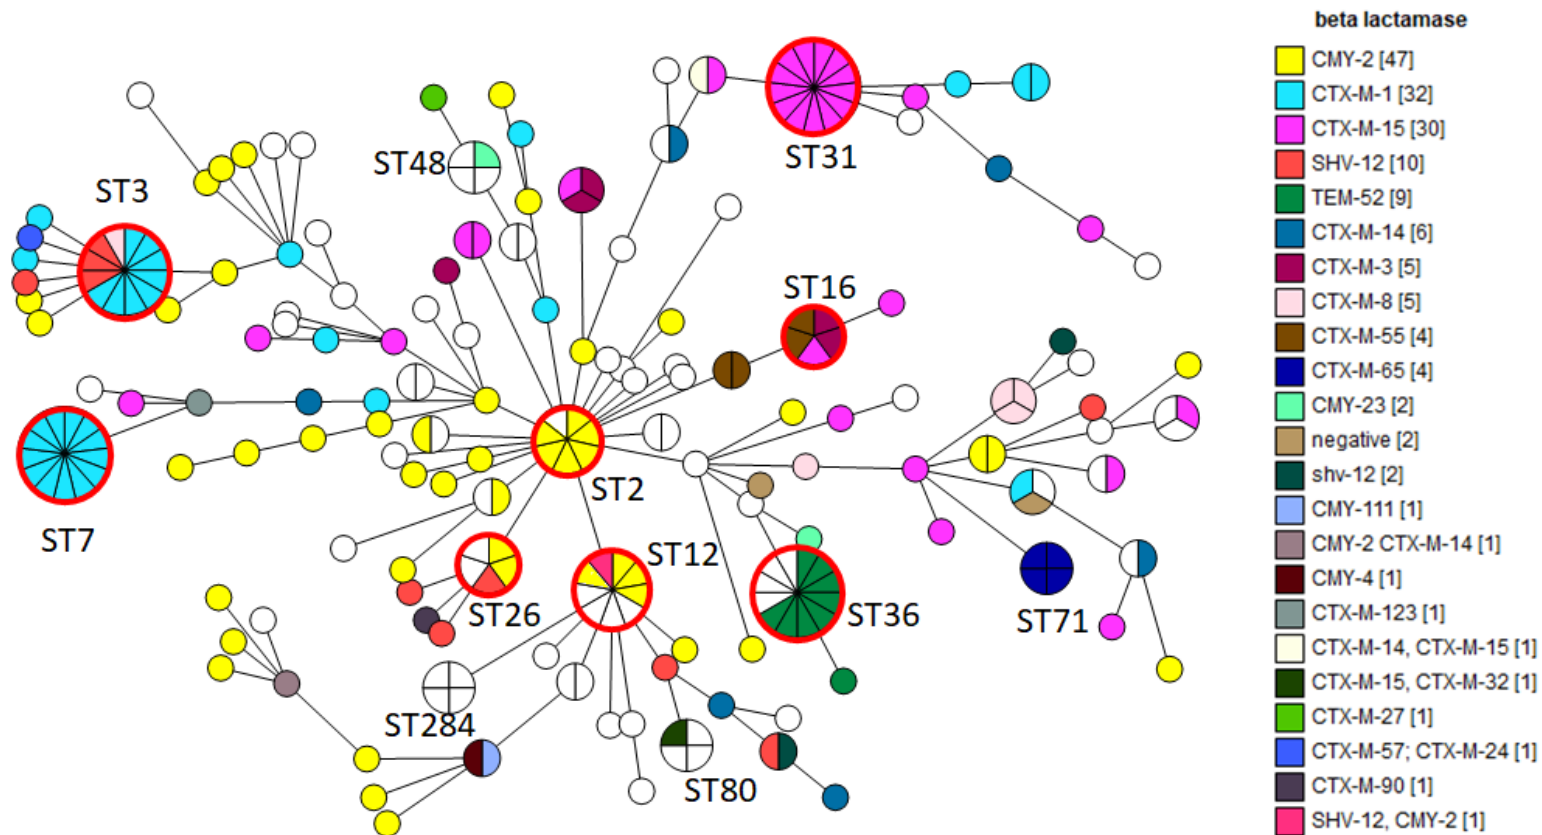 beta lactamase
CMY-2 [47]
CTX-M-1 [32]
CTX-M-15 [30]
SHV-12 [10]
TEM-52 [9]
CTX-M-14 [6]
CTX-M-3 [5]
CTX-M-8 [5]
CTX-M-55 [4]
CTX-M-65 [4]
CMY-23 [2]
negative [2]
shv-12 [2]
CMY-111 [1]
CMY-2 CTX-M-14 [1]
CMY-4 [1]
CTX-M-123 [1]
CTX-M-14, CTX-M-15 [1]
CTX-M-15, CTX-M-32 [1]
CTX-M-27 [1]
CTX-M-57; CTX-M-24 [1]
CTX-M-90 [1]
SHV-12, CMY-2 [1]
ST31
ST48
ST3
ST16
ST2
ST7
ST12
ST26
ST36
ST71
ST284
ST80